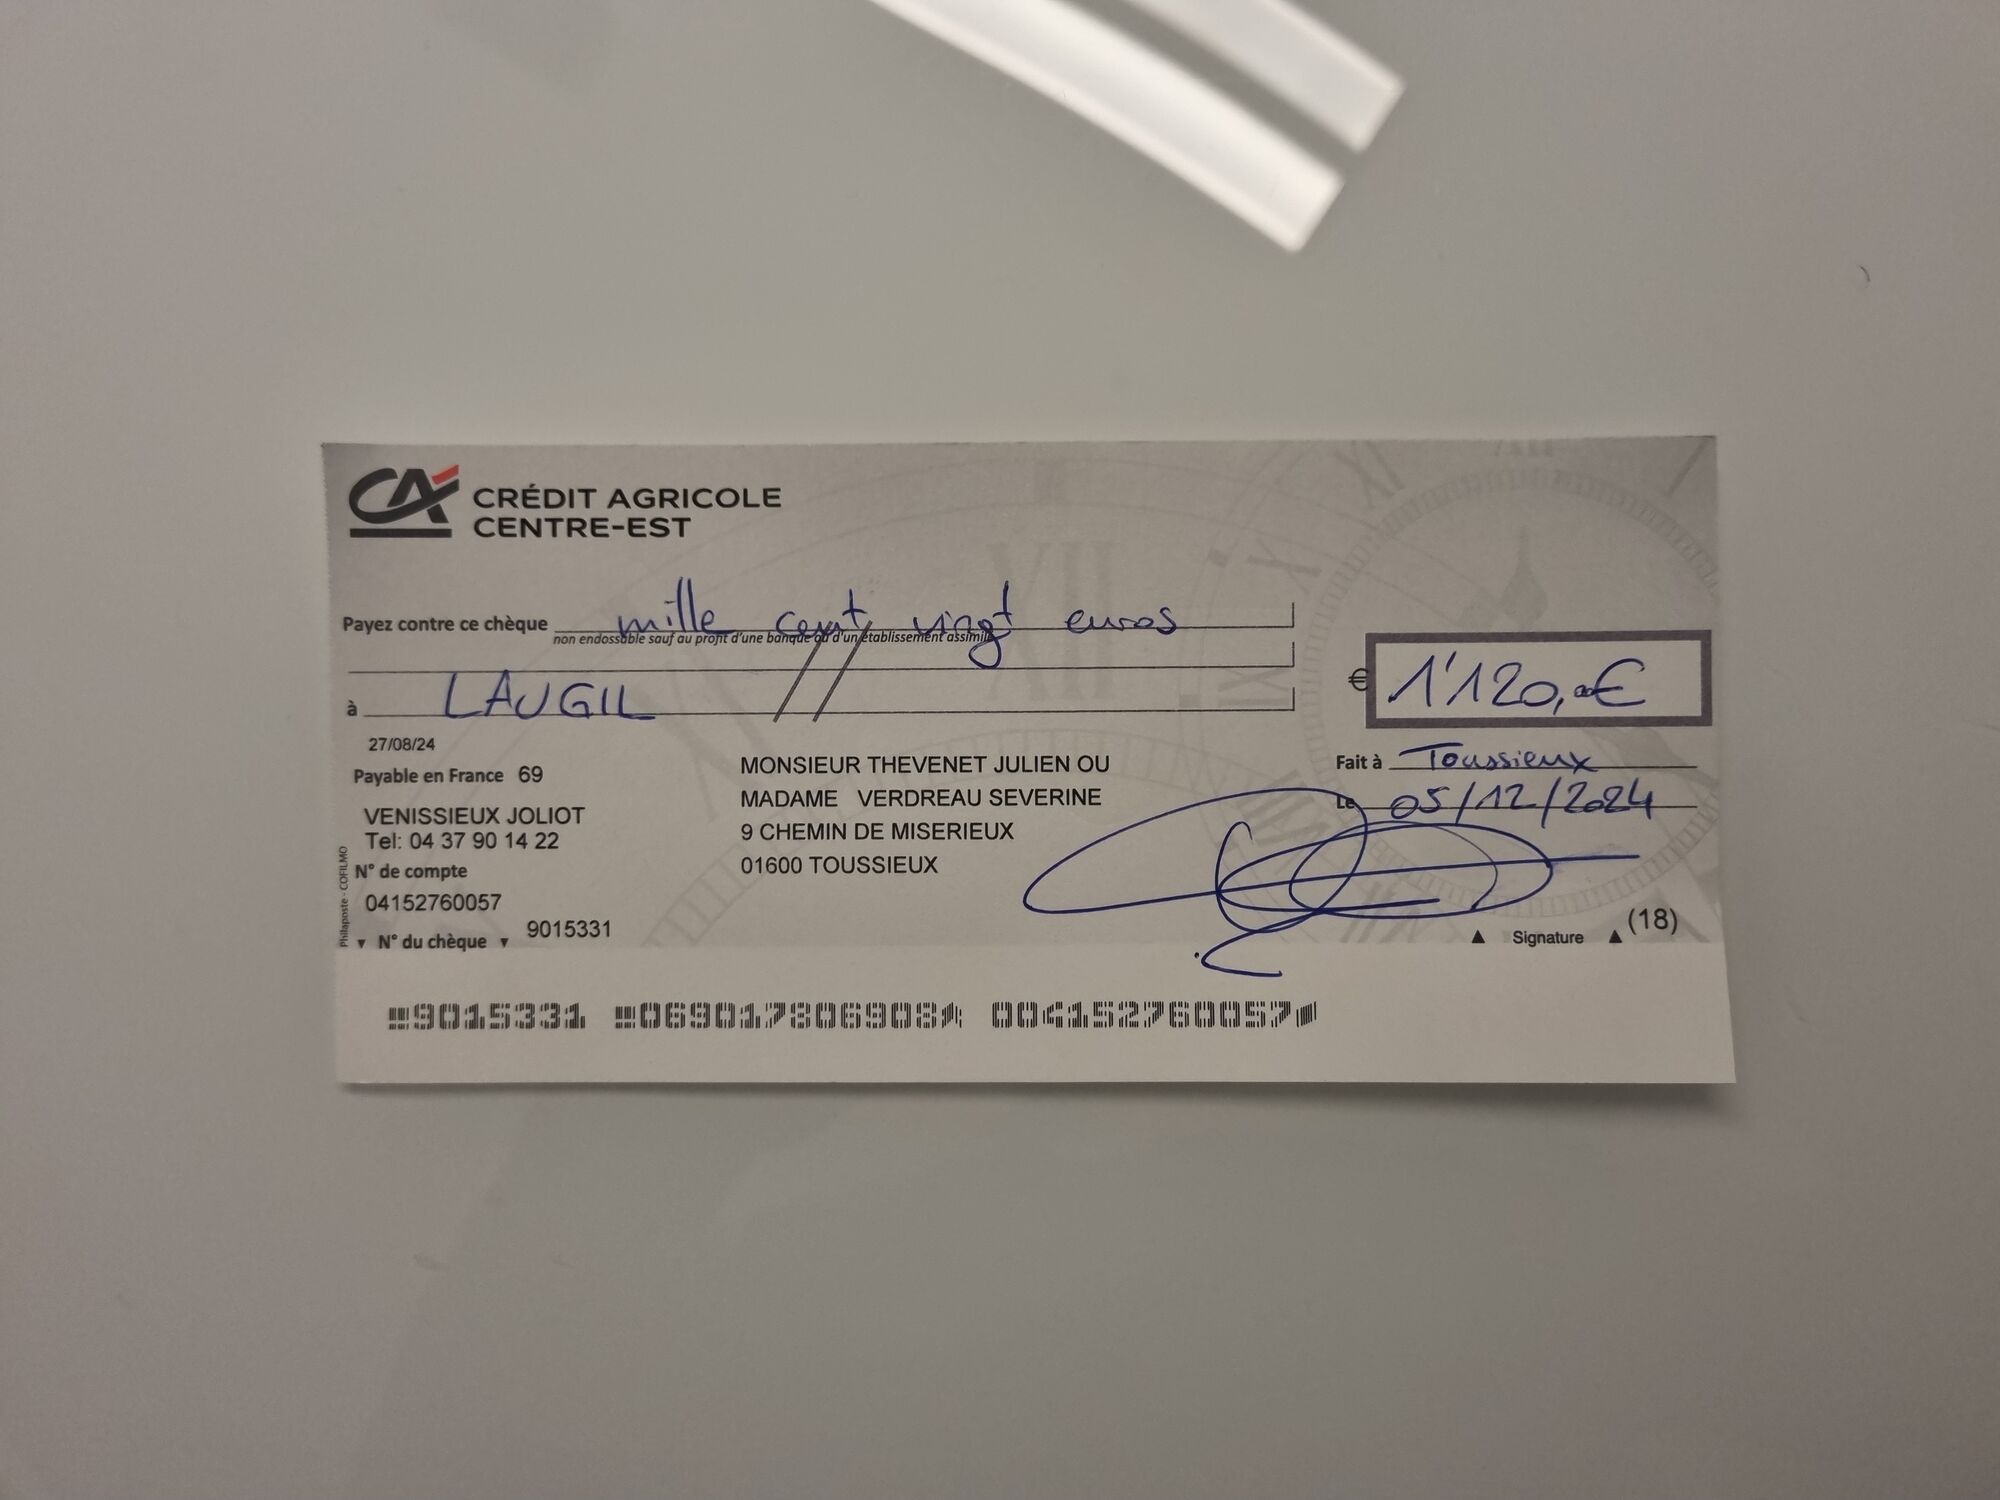 CA CRÉDIT AGRICOLE
CENTRE-EST
Payez contre ce chèque mille cent vingt euros
non endossable sauf au profit d'une banque ou d'un établissement assimilé
€ 1'120,00€
à LAUGIL
27/08/24
Payable en France 69
VENISSIEUX JOLIOT
Tel: 04 37 90 14 22
N° de compte
04152760057
▼ N° du chèque ▼ 9015331
Philaposte - COFILMO
MONSIEUR THEVENET JULIEN OU
MADAME VERDREAU SEVERINE
9 CHEMIN DE MISERIEUX
01600 TOUSSIEUX
Fait à Toussieux
Le 05/12/2024
▲ Signature ▲ (18)
9015331 069017806908 004152760057